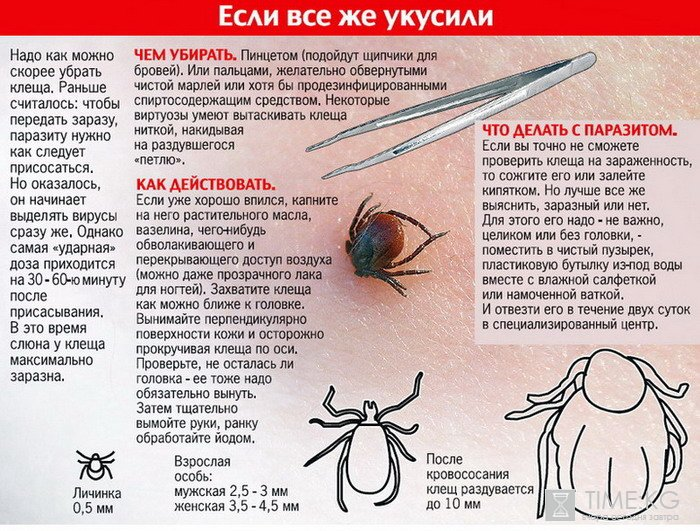 Если все же укусили
Надо как можно
скорее убрать
клеща. Раньше
считалось: чтобы
передать заразу,
паразиту нужно
как следует
присосаться.
Но оказалось,
он начинает
выделять вирусы
сразу же. Однако
самая «ударная»
доза приходится
на 30 - 60-ю минуту
после
присасывания.
В это время
слюна у клеща
максимально
заразна.
ЧЕМ УБИРАТЬ. Пинцетом (подойдут щипчики для
бровей). Или пальцами, желательно обвернутыми
чистой марлей или хотя бы продезинфицированными
спиртосодержащим средством. Некоторые
виртуозы умеют вытаскивать клеща
ниткой, накидывая
на раздувшегося
«петлю».
КАК ДЕЙСТВОВАТЬ.
Если уже хорошо впился, капните
на него растительного масла,
вазелина, чего-нибудь
обволакивающего и
перекрывающего доступ воздуха
(можно даже прозрачного лака
для ногтей). Захватите клеща
как можно ближе к головке.
Вынимайте перпендикулярно
поверхности кожи и осторожно
прокручивая клеща по оси.
Проверьте, не осталась ли
головка - ее тоже надо
обязательно вынуть.
Затем тщательно
вымойте руки, ранку
обработайте йодом.
ЧТО ДЕЛАТЬ С ПАРАЗИТОМ.
Если вы точно не сможете
проверить клеща на зараженность,
то сожгите его или залейте
кипятком. Но лучше все же
выяснить, заразный или нет.
Для этого его надо - не важно,
целиком или без головки, -
поместить в чистый пузырек,
пластиковую бутылку из-под воды
вместе с влажной салфеткой
или намоченной ваткой.
И отвезти его в течение двух суток
в специализированный центр.
Личинка
0,5 мм
Взрослая
особь:
мужская 2,5 - 3 мм
женская 3,5 - 4,5 мм
После
кровососания
клещ раздувается
до 10 мм
TIME.KG
вчера сегодня завтра